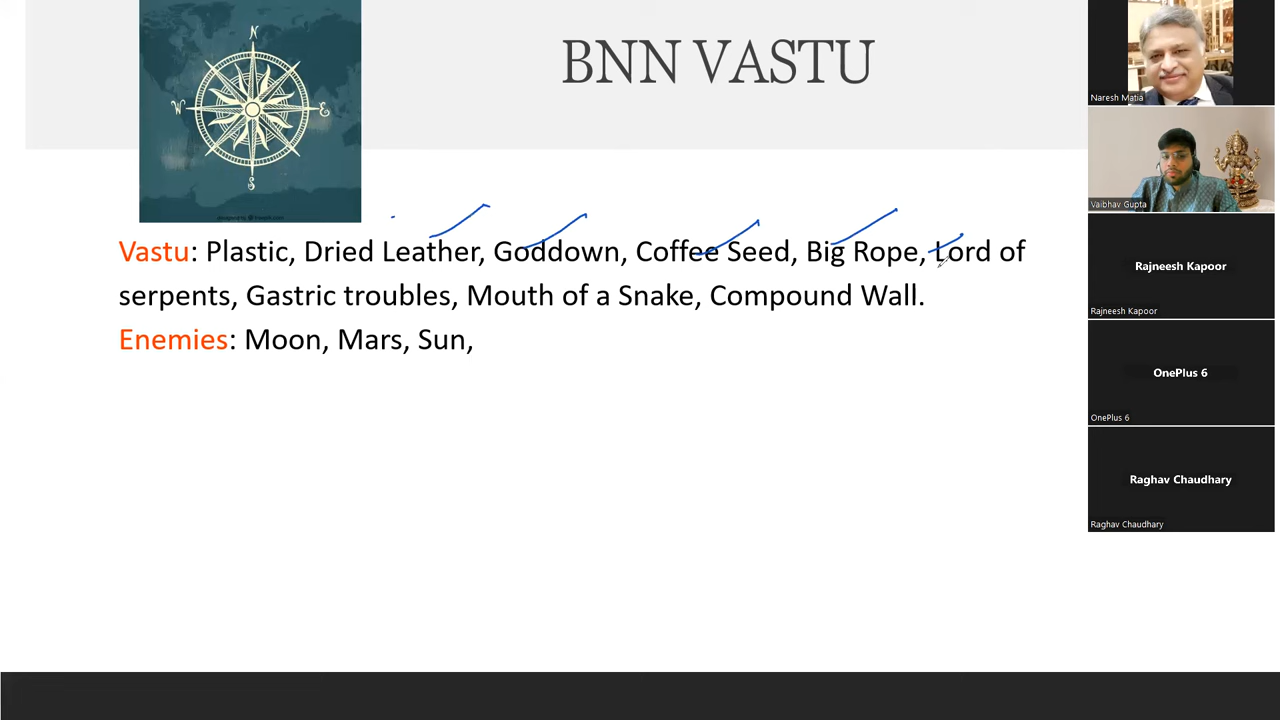 BNN VASTU
N
W
E
S
Vastu: Plastic, Dried Leather, Goddown, Coffee Seed, Big Rope, Lord of
serpents, Gastric troubles, Mouth of a Snake, Compound Wall.
Enemies: Moon, Mars, Sun,
Naresh Matia
Vaibhav Gupta
Rajneesh Kapoor
Rajneesh Kapoor
OnePlus 6
OnePlus 6
Raghav Chaudhary
Raghav Chaudhary